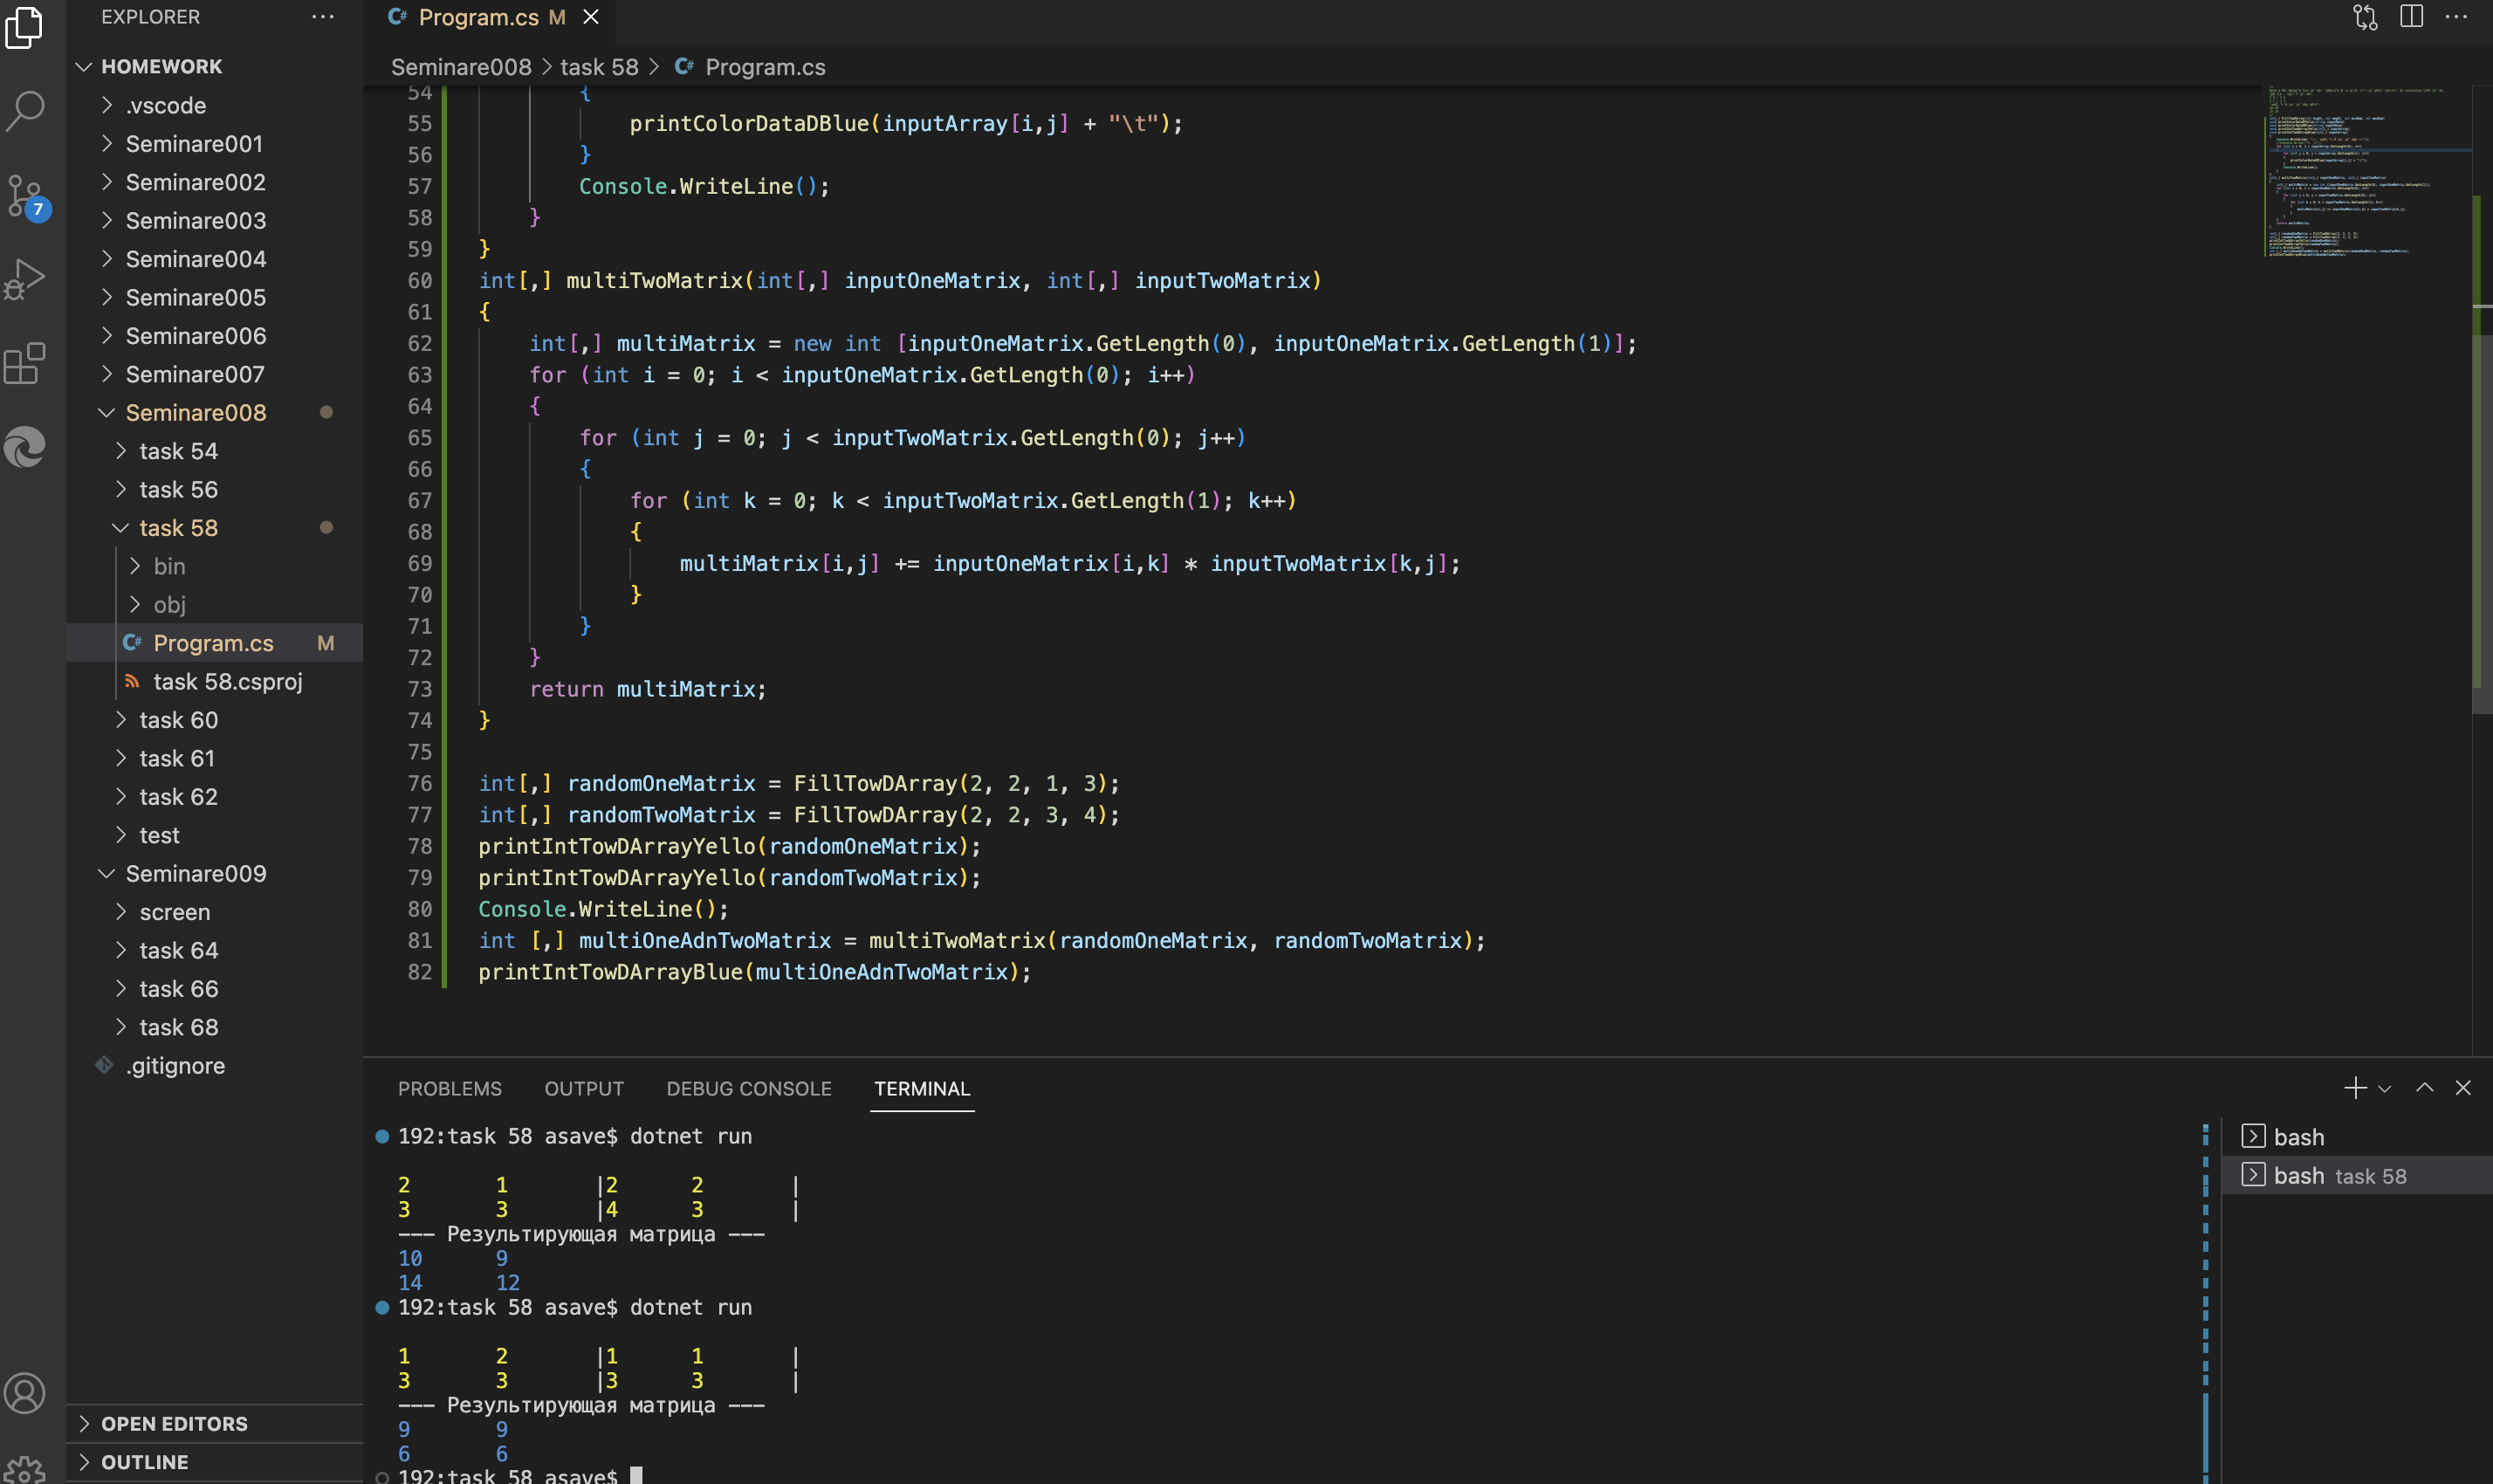 EXPLORER
HOMEWORK
.vscode
Seminare001
Seminare002
Seminare003
Seminare004
Seminare005
Seminare006
Seminare007
Seminare008
task 54
task 56
task 58
bin
obj
Program.cs M
task 58.csproj
task 60
task 61
task 62
test
Seminare009
screen
task 64
task 66
task 68
.gitignore
OPEN EDITORS
OUTLINE
7
Program.cs M
Seminare008 > task 58 > Program.cs
54 {
55 printColorDataDBlue(inputArray[i,j] + "\t");
56 }
57 Console.WriteLine();
58 }
59 }
60 int[,] multiTwoMatrix(int[,] inputOneMatrix, int[,] inputTwoMatrix)
61 {
62 int[,] multiMatrix = new int [inputOneMatrix.GetLength(0), inputOneMatrix.GetLength(1)];
63 for (int i = 0; i < inputOneMatrix.GetLength(0); i++)
64 {
65 for (int j = 0; j < inputTwoMatrix.GetLength(0); j++)
66 {
67 for (int k = 0; k < inputTwoMatrix.GetLength(1); k++)
68 {
69 multiMatrix[i,j] += inputOneMatrix[i,k] * inputTwoMatrix[k,j];
70 }
71 }
72 }
73 return multiMatrix;
74 }
75
76 int[,] randomOneMatrix = FillTowDArray(2, 2, 1, 3);
77 int[,] randomTwoMatrix = FillTowDArray(2, 2, 3, 4);
78 printIntTowDArrayYello(randomOneMatrix);
79 printIntTowDArrayYello(randomTwoMatrix);
80 Console.WriteLine();
81 int [,] multiOneAdnTwoMatrix = multiTwoMatrix(randomOneMatrix, randomTwoMatrix);
82 printIntTowDArrayBlue(multiOneAdnTwoMatrix);
PROBLEMS OUTPUT DEBUG CONSOLE TERMINAL
192:task 58 asave$ dotnet run
2 1 |2 2 |
3 3 |4 3 |
--- Результирующая матрица ---
10 9
14 12
192:task 58 asave$ dotnet run
1 2 |1 1 |
3 3 |3 3 |
--- Результирующая матрица ---
9 9
6 6
192:task 58 asave$
bash
bash task 58